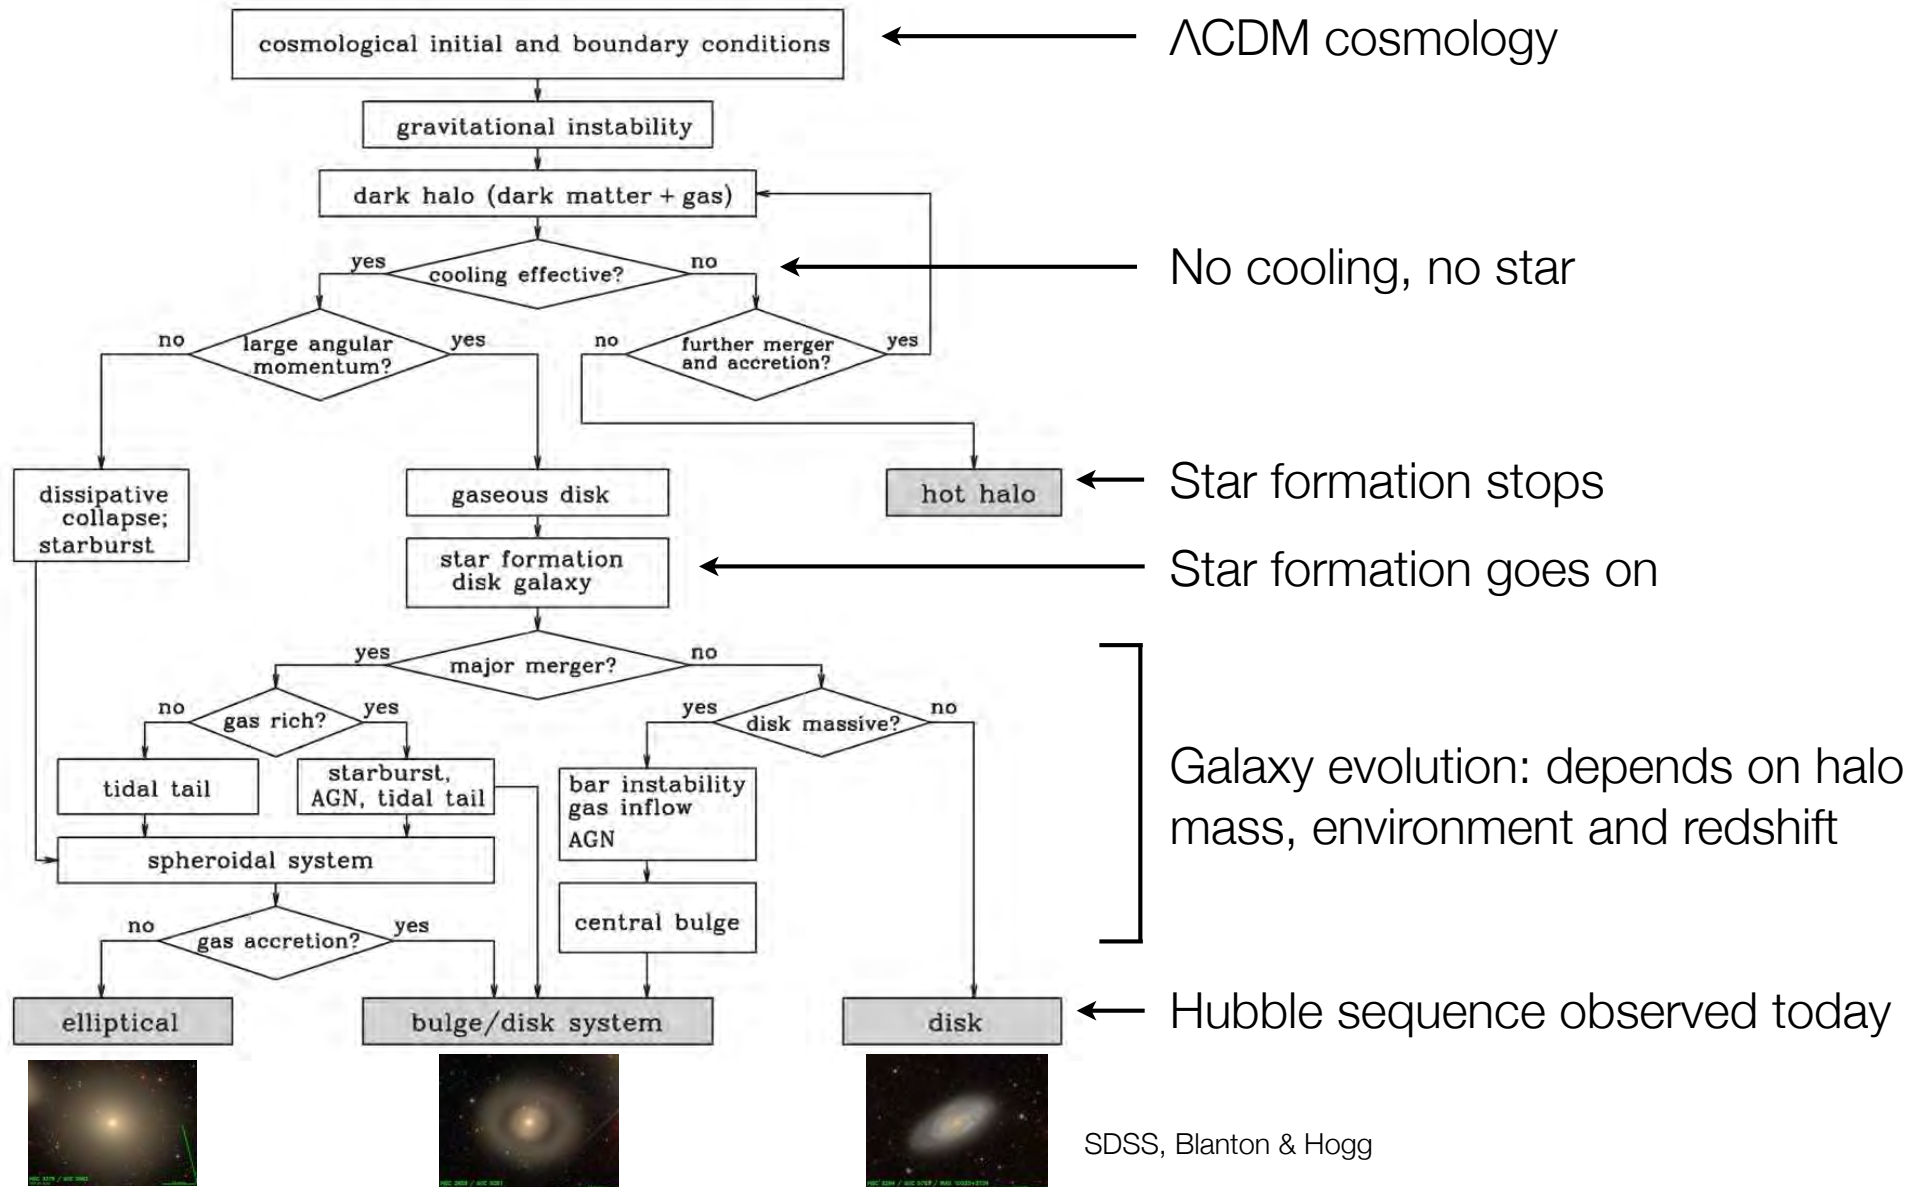 cosmological initial and boundary conditions
ΛCDM cosmology
gravitational instability
dark halo (dark matter + gas)
yes
cooling effective?
no
No cooling, no star
no
large angular
momentum?
yes
no
further merger
and accretion?
yes
dissipative
collapse;
starburst
gaseous disk
hot halo
Star formation stops
star formation
disk galaxy
Star formation goes on
yes
major merger?
no
no
gas rich?
yes
yes
disk massive?
no
tidal tail
starburst,
AGN, tidal tail
bar instability
gas inflow
AGN
Galaxy evolution: depends on halo
mass, environment and redshift
spheroidal system
central bulge
no
gas accretion?
yes
elliptical
bulge/disk system
disk
Hubble sequence observed today
SDSS, Blanton & Hogg